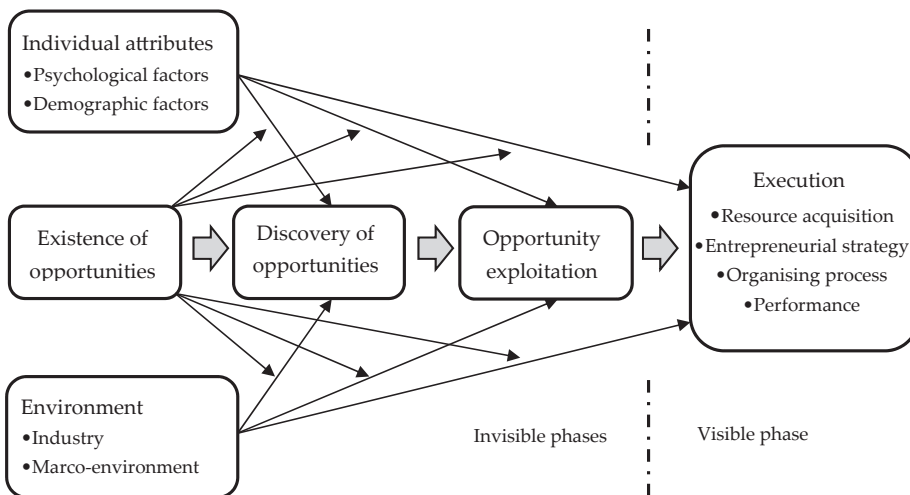 Individual attributes
•Psychological factors
•Demographic factors
Existence of
opportunities
Discovery of
opportunities
Opportunity
exploitation
Execution
•Resource acquisition
•Entrepreneurial strategy
•Organising process
•Performance
Environment
•Industry
•Marco-environment
Invisible phases
Visible phase